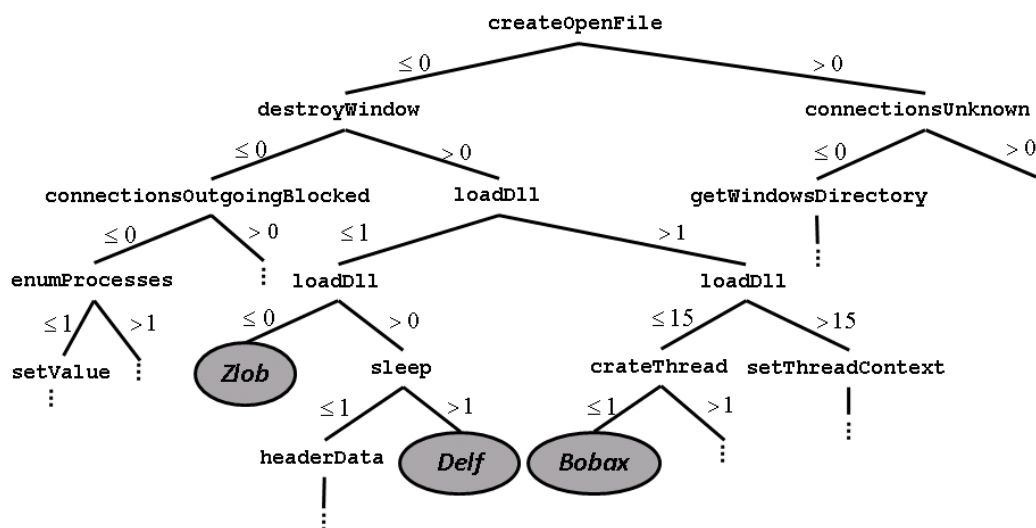 createOpenFile
≤ 0 > 0
destroyWindow connectionsUnknown
≤ 0 > 0 ≤ 0 > 0
connectionsOutgoingBlocked loadDll getWindowsDirectory
≤ 0 > 0 ≤1 >1
enumProcesses loadDll loadDll
≤1 >1 ≤ 0 > 0 ≤ 15 >15
setValue Zlob sleep crateThread setThreadContext
≤1 >1 ≤1 >1
headerData Delf Bobax